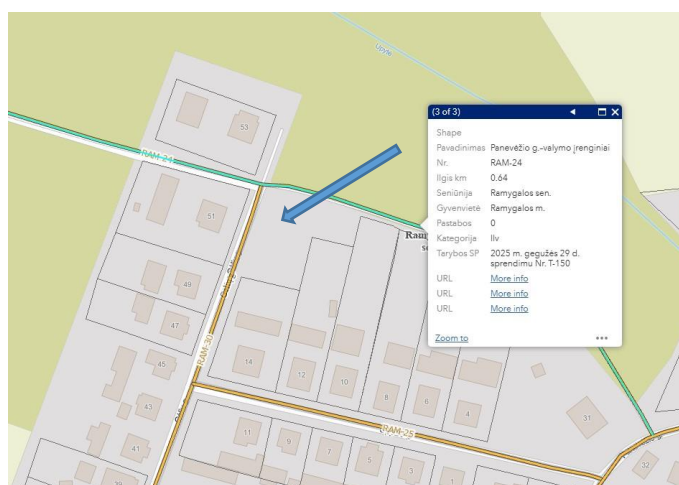 Upytė
(3 of 3)
Shape
Pavadinimas Panevėžio g.-valymo įrenginiai
Nr. RAM-24
Ilgis km 0.64
Seniūnija Ramygalos sen.
Gyvenvietė Ramygalos m.
Pastabos 0
Kategorija IIv
Tarybos SP 2025 m. gegužės 29 d.
sprendimu Nr. T-150
URL More info
URL More info
URL More info
Zoom to
53
RAM-24
51
49
47
45
43
41
39
RAM-30
14
12
10
8
6
4
31
RAM-25
11
9
7
5
3
1
32